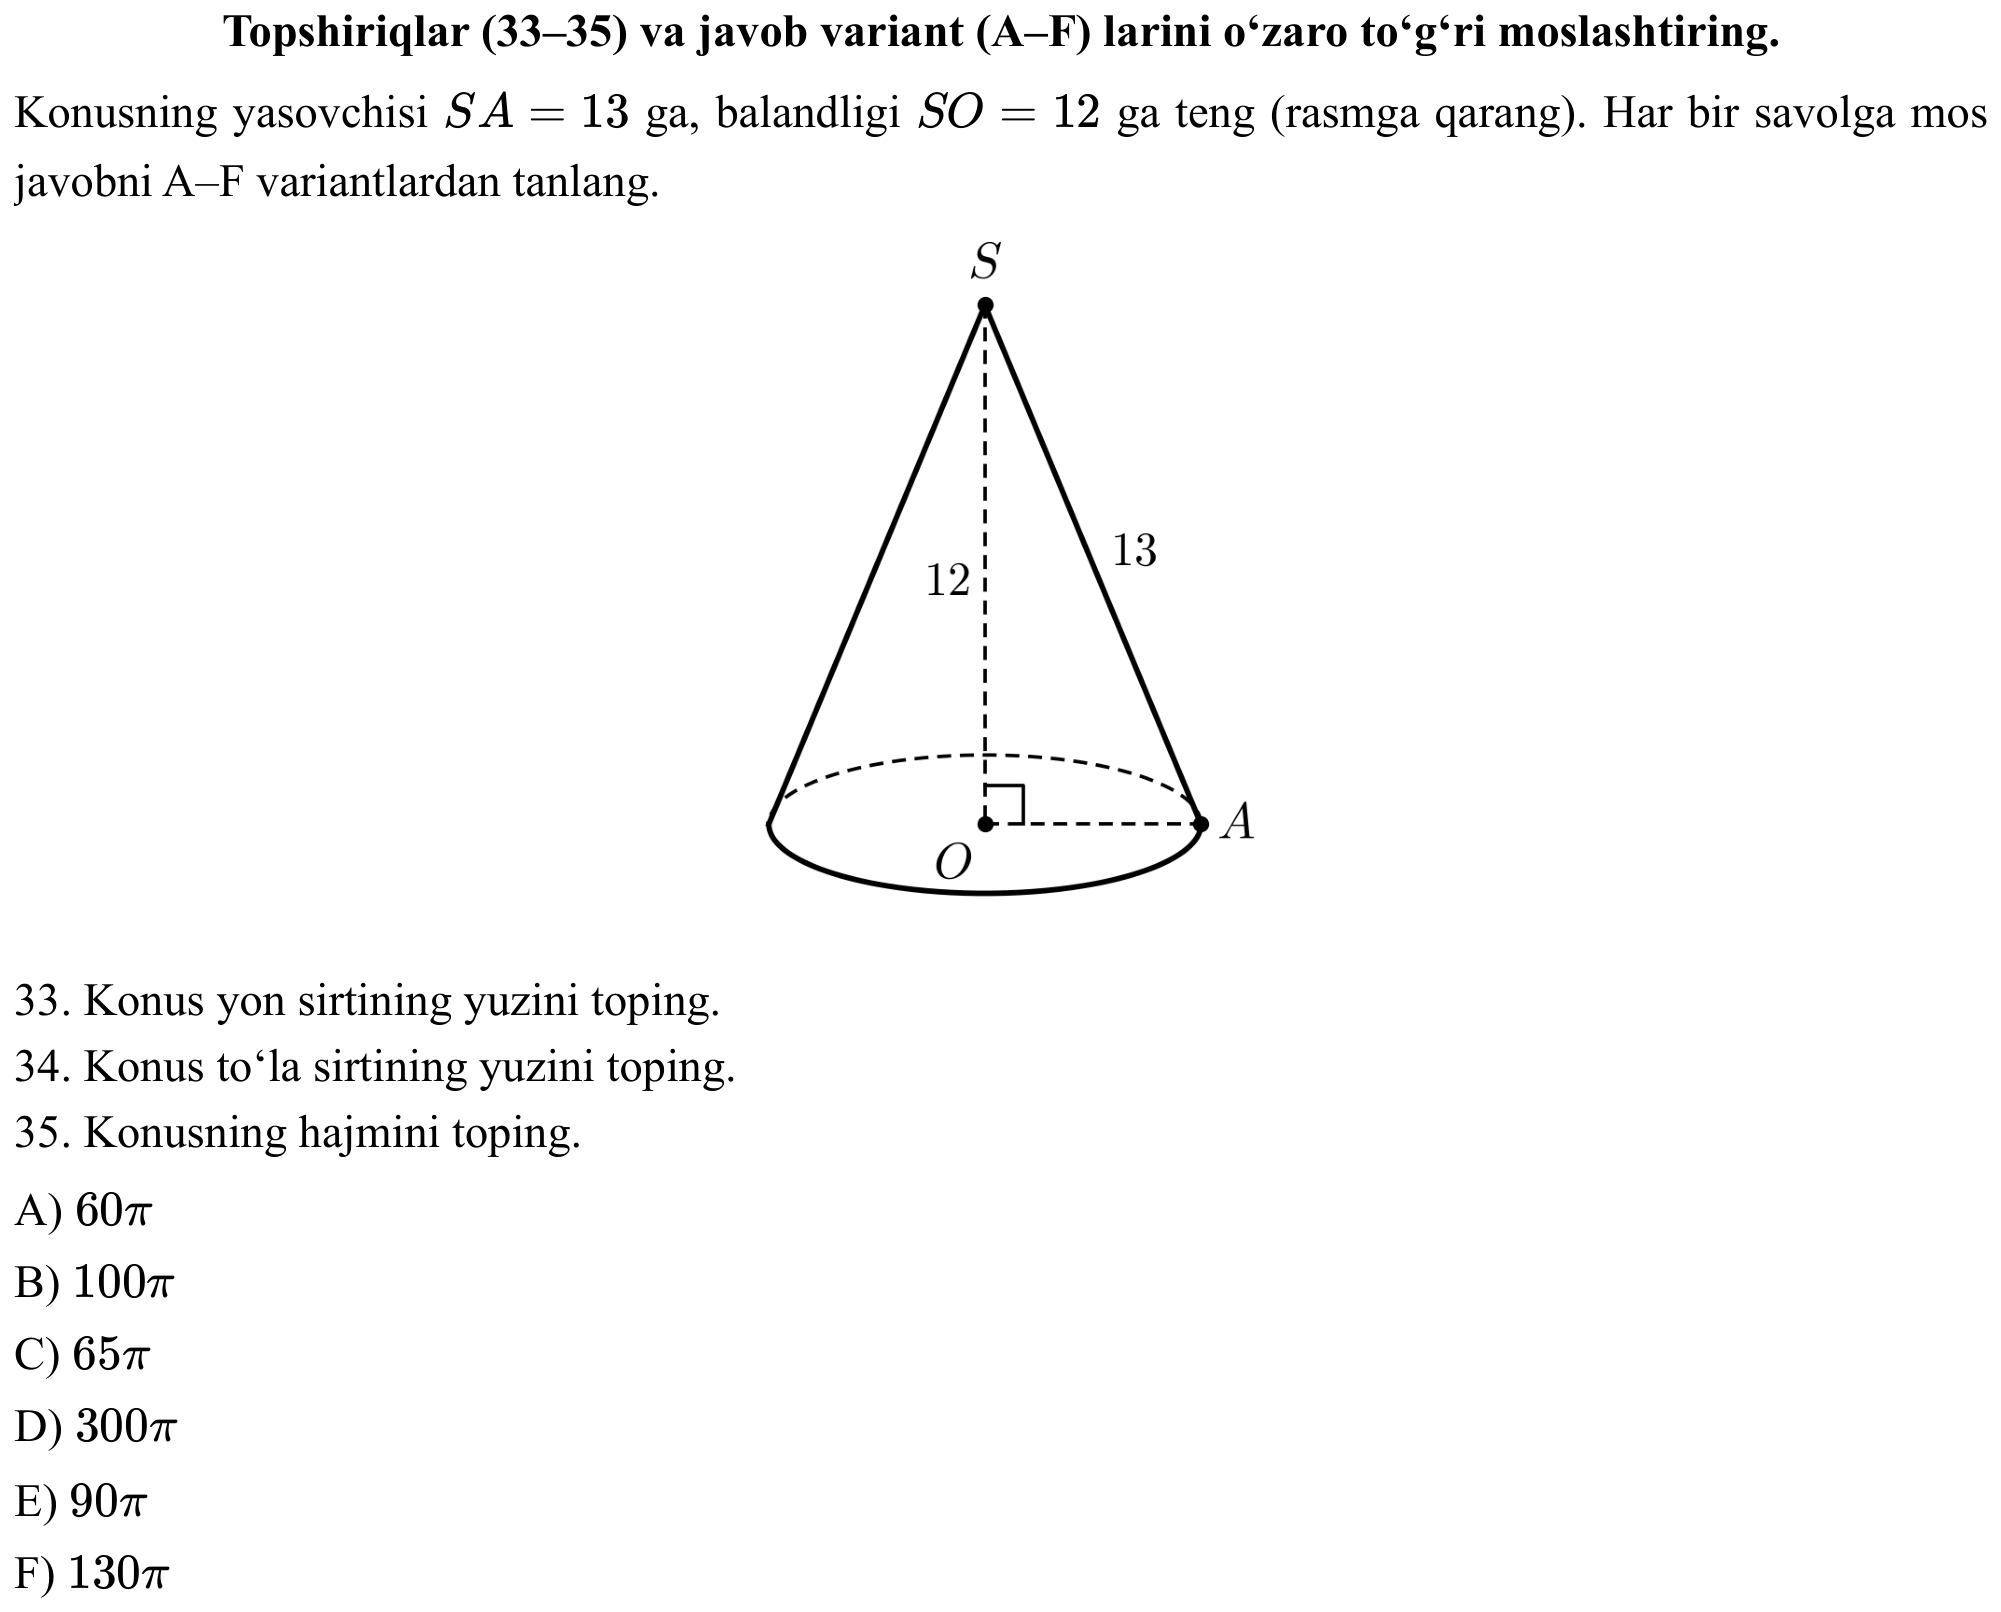 Topshiriqlar (33–35) va javob variant (A–F) larini o‘zaro to‘g‘ri moslashtiring.
Konusning yasovchisi SA = 13 ga, balandligi SO = 12 ga teng (rasmga qarang). Har bir savolga mos
javobni A–F variantlardan tanlang.
S
13
12
A
O
33. Konus yon sirtining yuzini toping.
34. Konus to‘la sirtining yuzini toping.
35. Konusning hajmini toping.
A) 60π
B) 100π
C) 65π
D) 300π
E) 90π
F) 130π